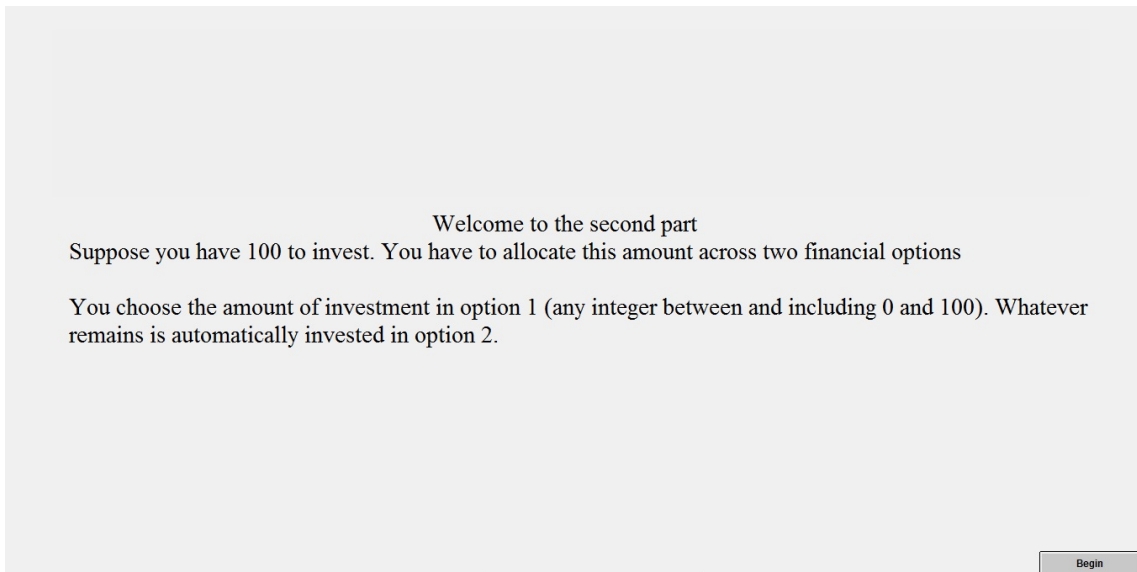 Welcome to the second part
Suppose you have 100 to invest. You have to allocate this amount across two financial options
You choose the amount of investment in option 1 (any integer between and including 0 and 100). Whatever
remains is automatically invested in option 2.
Begin